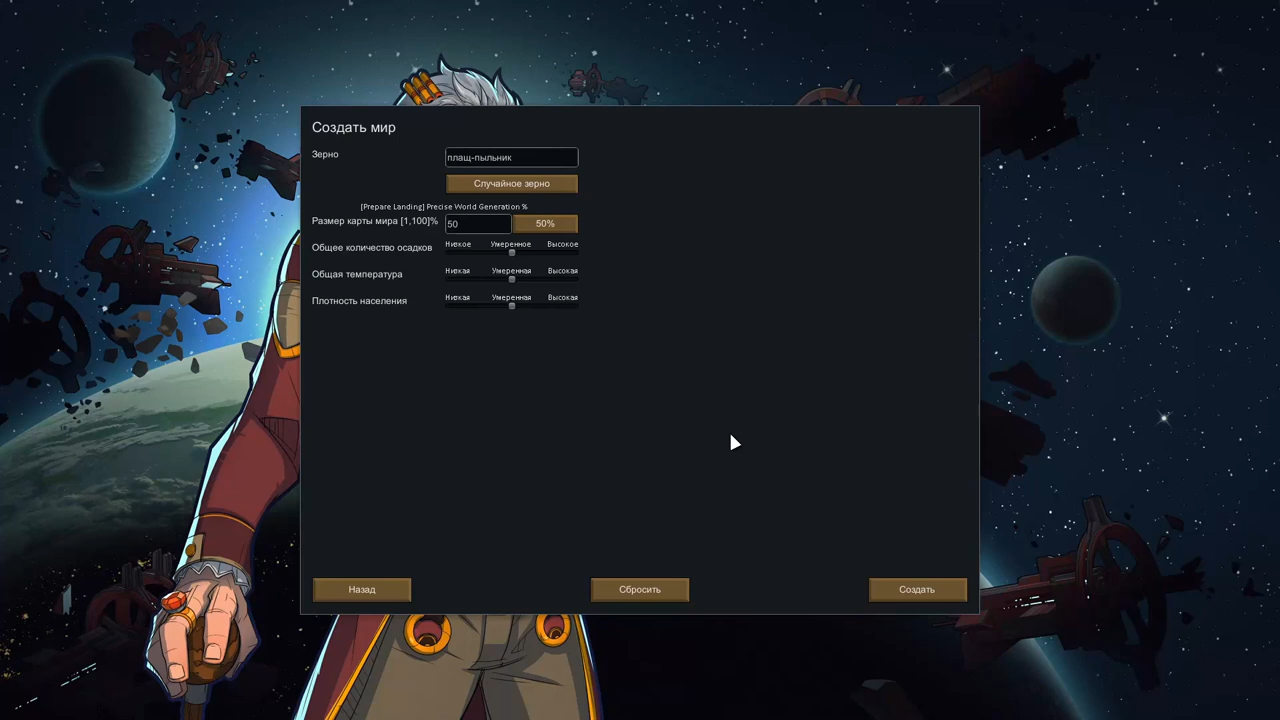 Создать мир
Зерно
плащ-пыльник
Случайное зерно
[Prepare Landing] Precise World Generation %
Размер карты мира [1,100]% 50 50%
Общее количество осадков Низкое Умеренное Высокое
Общая температура Низкая Умеренная Высокая
Плотность населения Низкая Умеренная Высокая
Назад Сбросить Создать